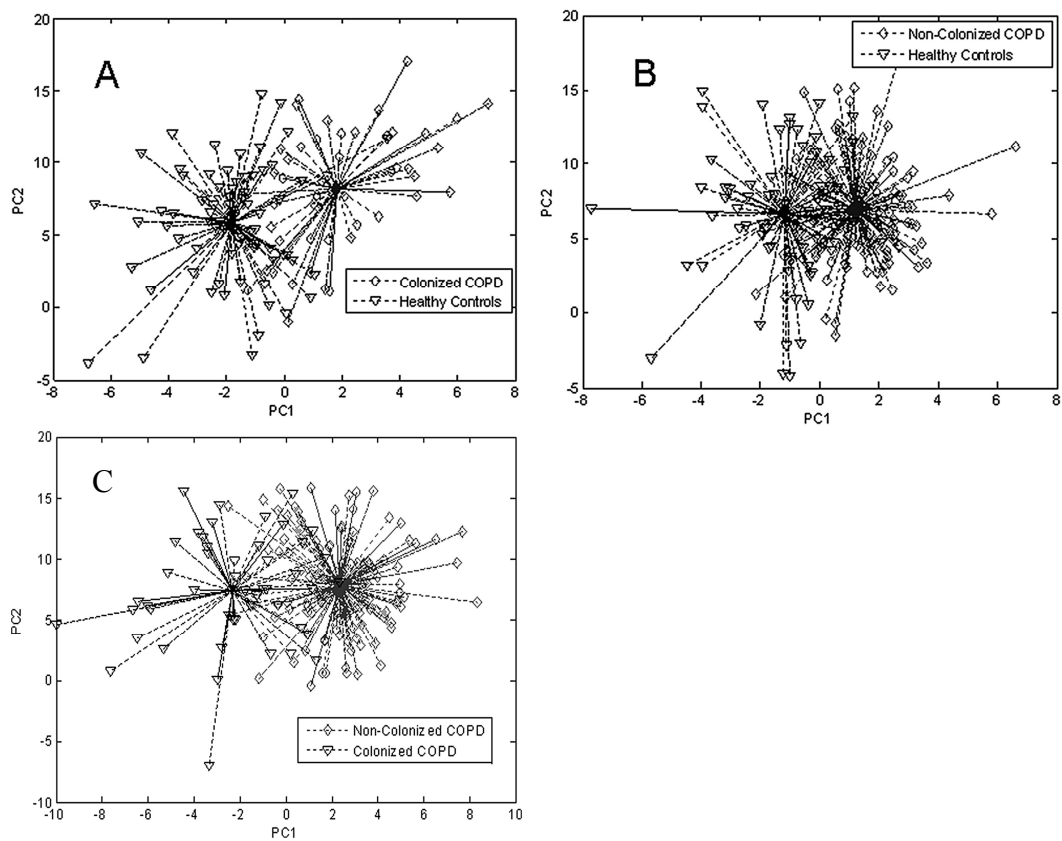 20
15
10
5
0
-5
PC2
A
Colonized COPD
Healthy Controls
-8 -6 -4 -2 0 2 4 6 8
PC1
20
15
10
5
0
-5
PC2
B
Non-Colonized COPD
Healthy Controls
-8 -6 -4 -2 0 2 4 6 8
PC1
20
15
10
5
0
-5
-10
PC2
C
Non-Colonized COPD
Colonized COPD
-10 -8 -6 -4 -2 0 2 4 6 8 10
PC1